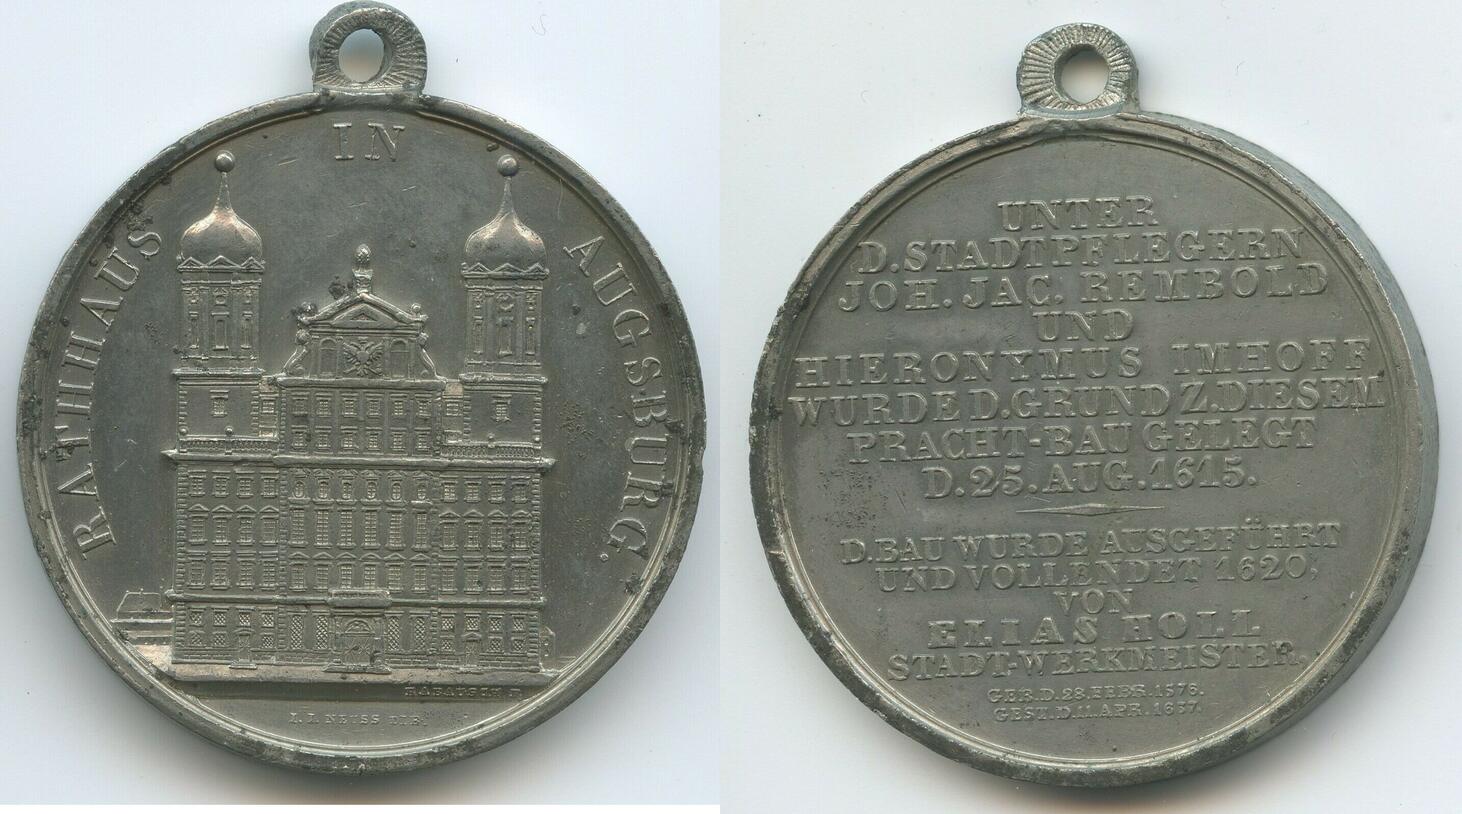 RATHHAUS IN AUGSBURG.
I. I. NEUSS DIR.
UNTER
D. STADTPFLEGERN
JOH. JAC. REMBOLD
UND
HIERONYMUS IMHOFF
WURDE D. GRUND Z. DIESEM
PRACHT-BAU GELEGT
D. 25. AUG. 1615.
D. BAU WURDE AUSGEFÜHRT
UND VOLLENDET 1620,
VON
ELIAS HOLL
STADT-WERKMEISTER,
GEB. D. 28. FEBR. 1576.
GEST. D. 11. APR. 1637.